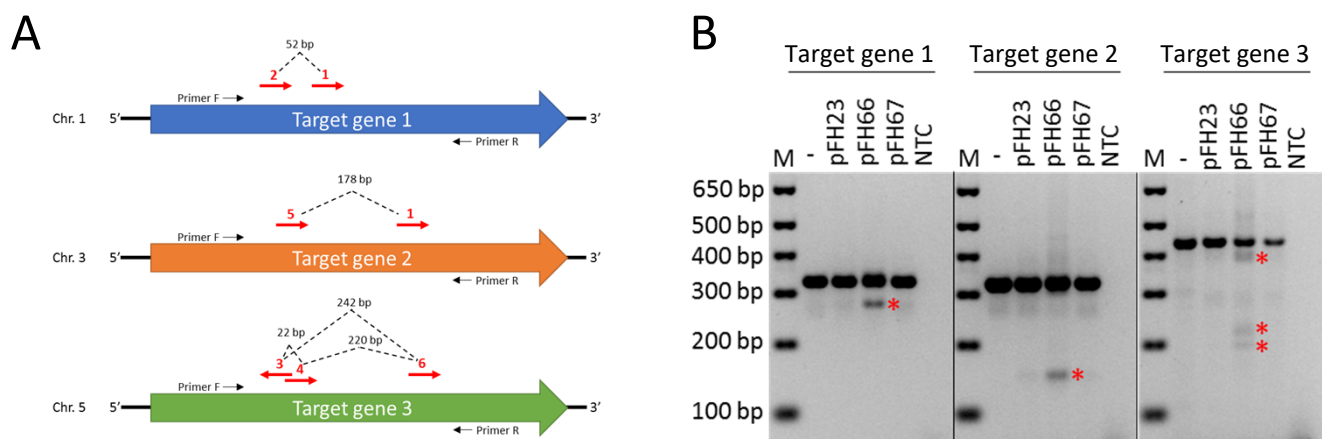 A
52 bp
2 1
Primer F
Chr. 1 5’ Target gene 1 3’
Primer R
178 bp
5 1
Primer F
Chr. 3 5’ Target gene 2 3’
Primer R
242 bp
22 bp 220 bp
3 4 6
Primer F
Chr. 5 5’ Target gene 3 3’
Primer R
B
Target gene 1 Target gene 2 Target gene 3
M - pFH23 pFH66 pFH67 NTC M - pFH23 pFH66 pFH67 NTC M - pFH23 pFH66 pFH67 NTC
650 bp
500 bp
400 bp
*
300 bp
*
*
200 bp
*
*
100 bp